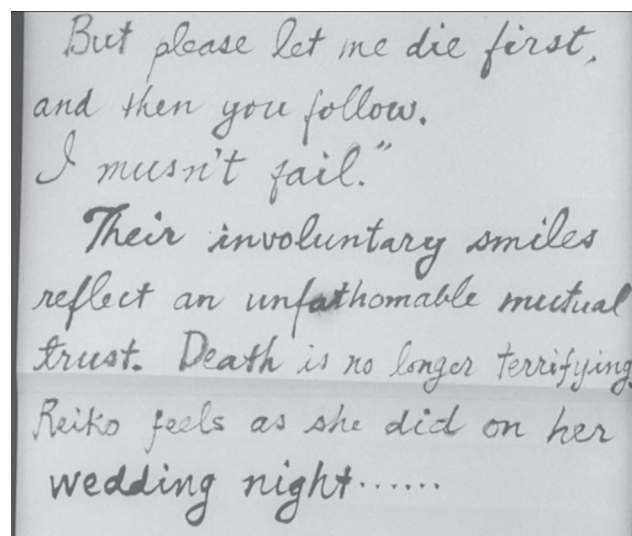 But please let me die first,
and then you follow.
I musn't fail."
Their involuntary smiles
reflect an unfathomable mutual
trust. Death is no longer terrifying.
Reiko feels as she did on her
wedding night......